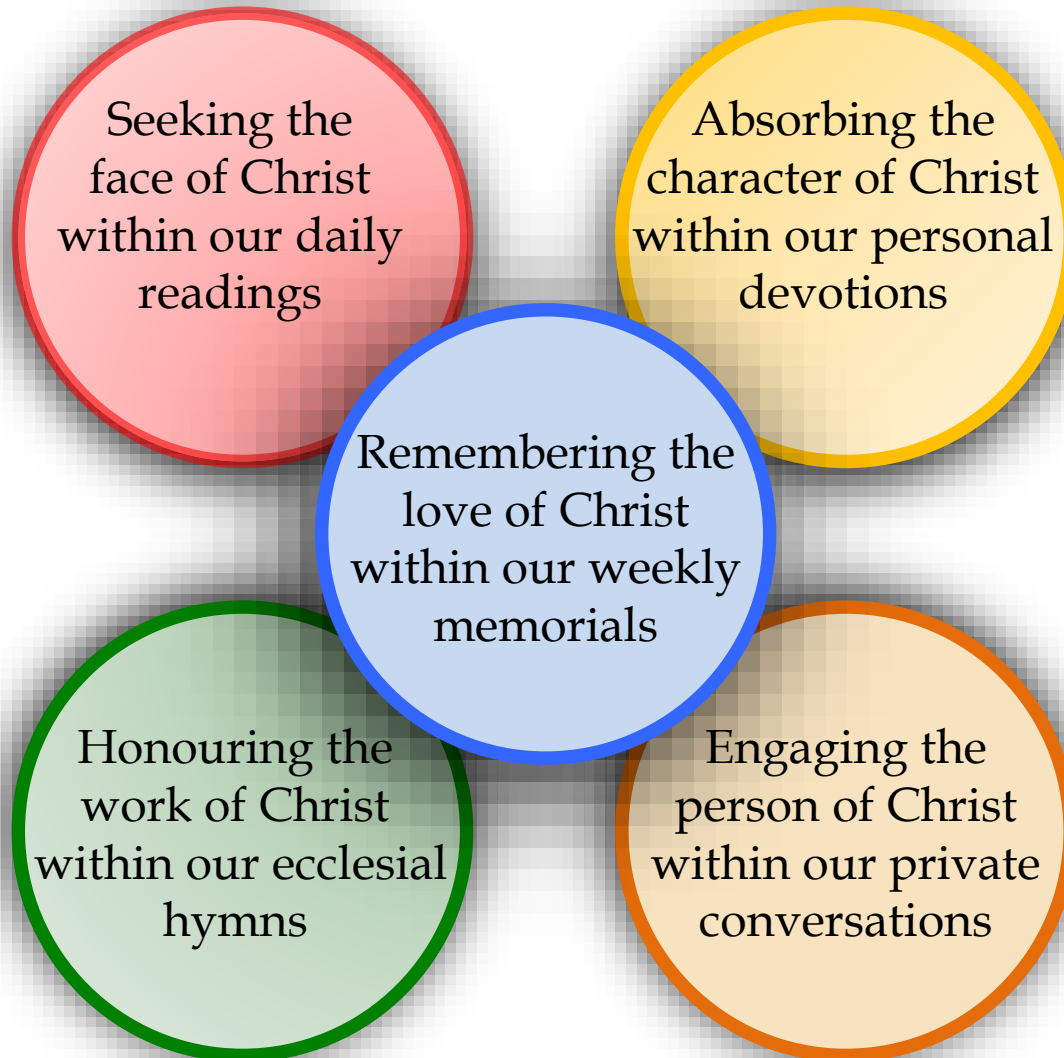 Seeking the
face of Christ
within our daily
readings
Absorbing the
character of Christ
within our personal
devotions
Remembering the
love of Christ
within our weekly
memorials
Honouring the
work of Christ
within our ecclesial
hymns
Engaging the
person of Christ
within our private
conversations